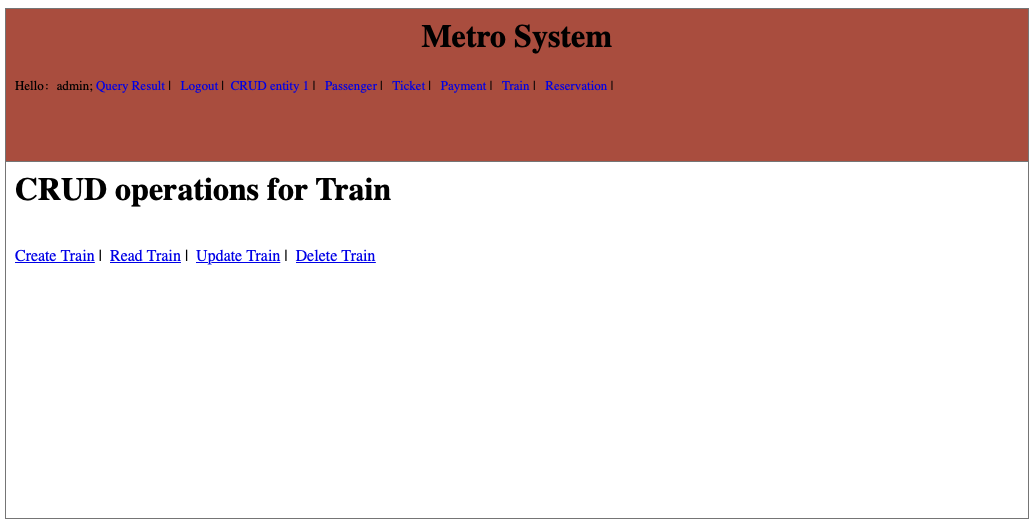 Metro System
Hello： admin; Query Result | Logout | CRUD entity 1 | Passenger | Ticket | Payment | Train | Reservation |
CRUD operations for Train
Create Train | Read Train | Update Train | Delete Train